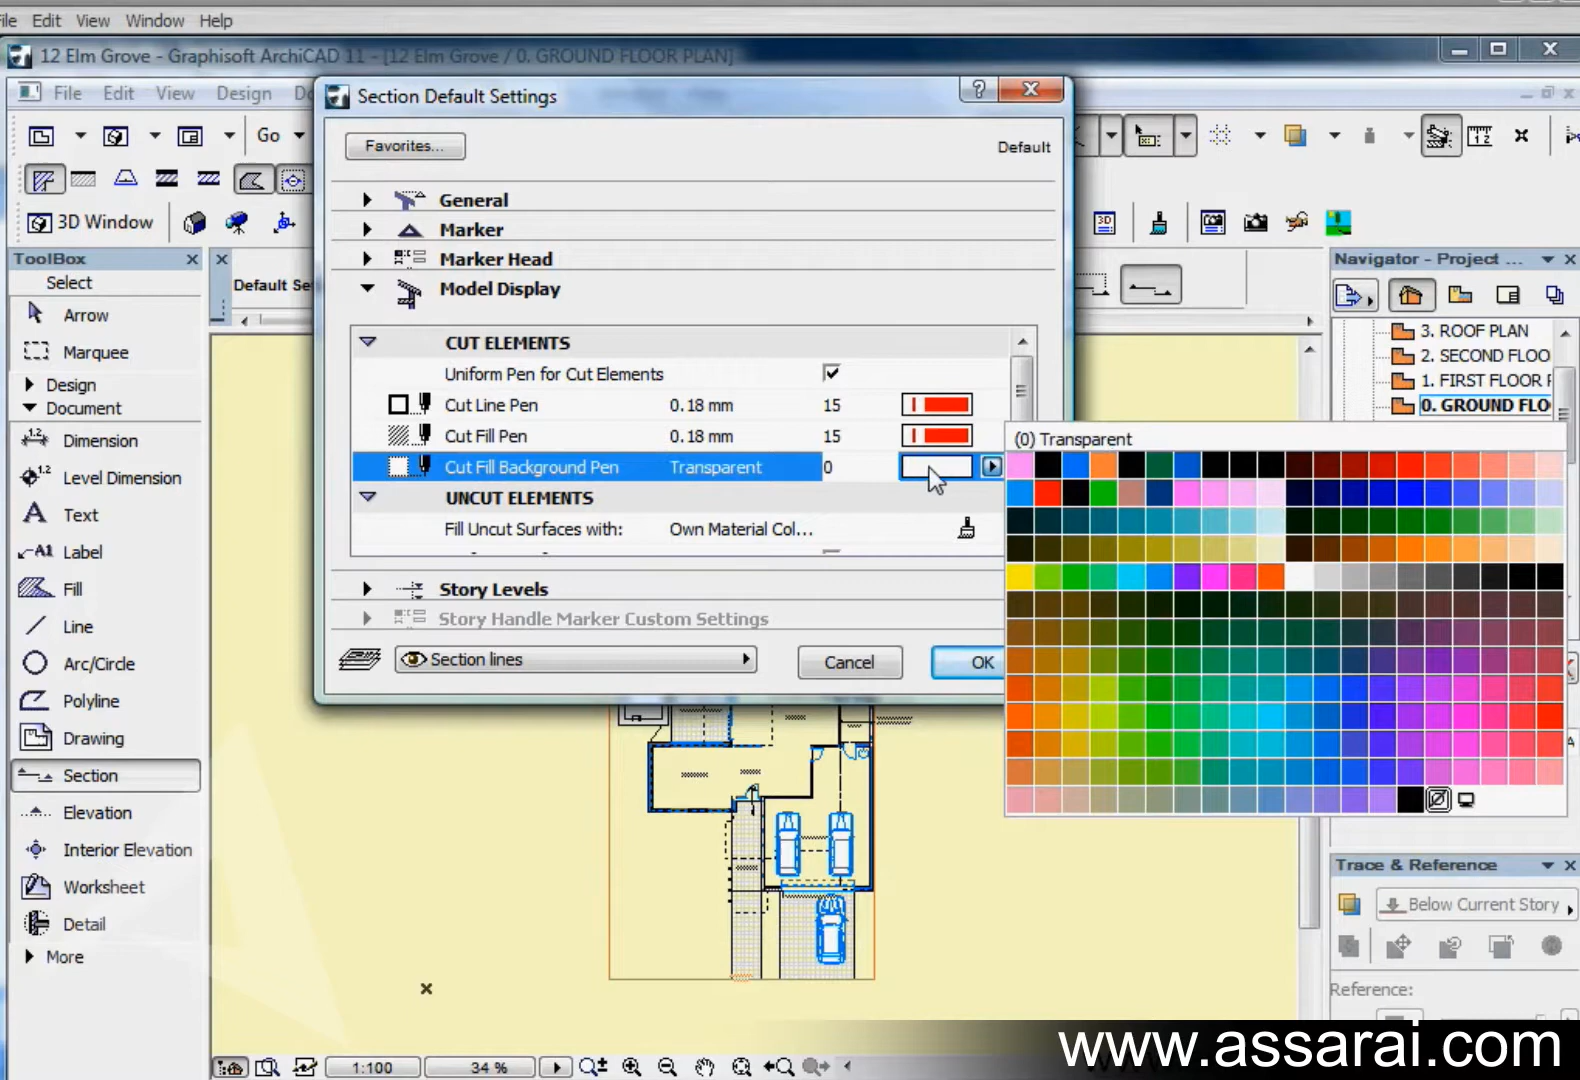 File Edit View Window Help
12 Elm Grove - Graphisoft ArchiCAD 11 - [12 Elm Grove / 0. GROUND FLOOR PLAN]
File Edit View Design
Section Default Settings
Go
Favorites...
Default
General
3D Window
Marker
ToolBox
Marker Head
Navigator - Project ...
Select
Default Se
Model Display
Arrow
3. ROOF PLAN
Marquee
CUT ELEMENTS
2. SECOND FLOO
Design
Uniform Pen for Cut Elements
1. FIRST FLOOR
Document
Cut Line Pen 0.18 mm 15
0. GROUND FLO
Dimension
Cut Fill Pen 0.18 mm 15
(0) Transparent
Level Dimension
Cut Fill Background Pen Transparent 0
Text
UNCUT ELEMENTS
Label
Fill Uncut Surfaces with: Own Material Col...
Fill
Story Levels
Line
Story Handle Marker Custom Settings
Arc/Circle
Section lines
Cancel
OK
Polyline
Drawing
Section
Elevation
Interior Elevation
Worksheet
Detail
More
Trace & Reference
Below Current Story
Reference:
1:100
34 %
www.assarai.com